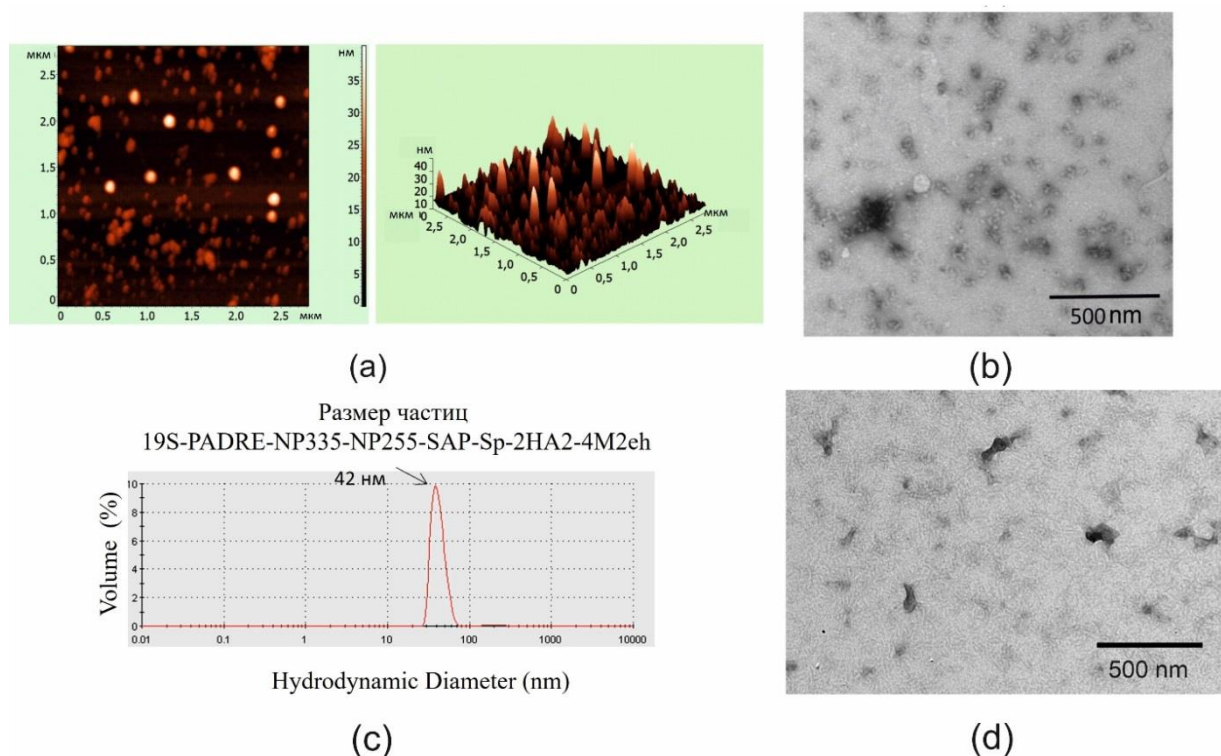 мкм
2.5
2.0
1.5
1.0
0.5
0
0 0.5 1.0 1.5 2.0 2.5 мкм
нм
35
30
25
20
15
10
5
0
нм
40
30
20
10
0
мкм
2,5
2,0
1,5
1,0
0,5
0
0
0,5
1,0
1,5
2,0
2,5
мкм
(a)
500 nm
(b)
Размер частиц
19S-PADRE-NP335-NP255-SAP-Sp-2HA2-4M2eh
42 нм
Volume (%)
10
8
6
4
2
0
0.01 0.1 1 10 100 1000 10000
Hydrodynamic Diameter (nm)
(c)
500 nm
(d)